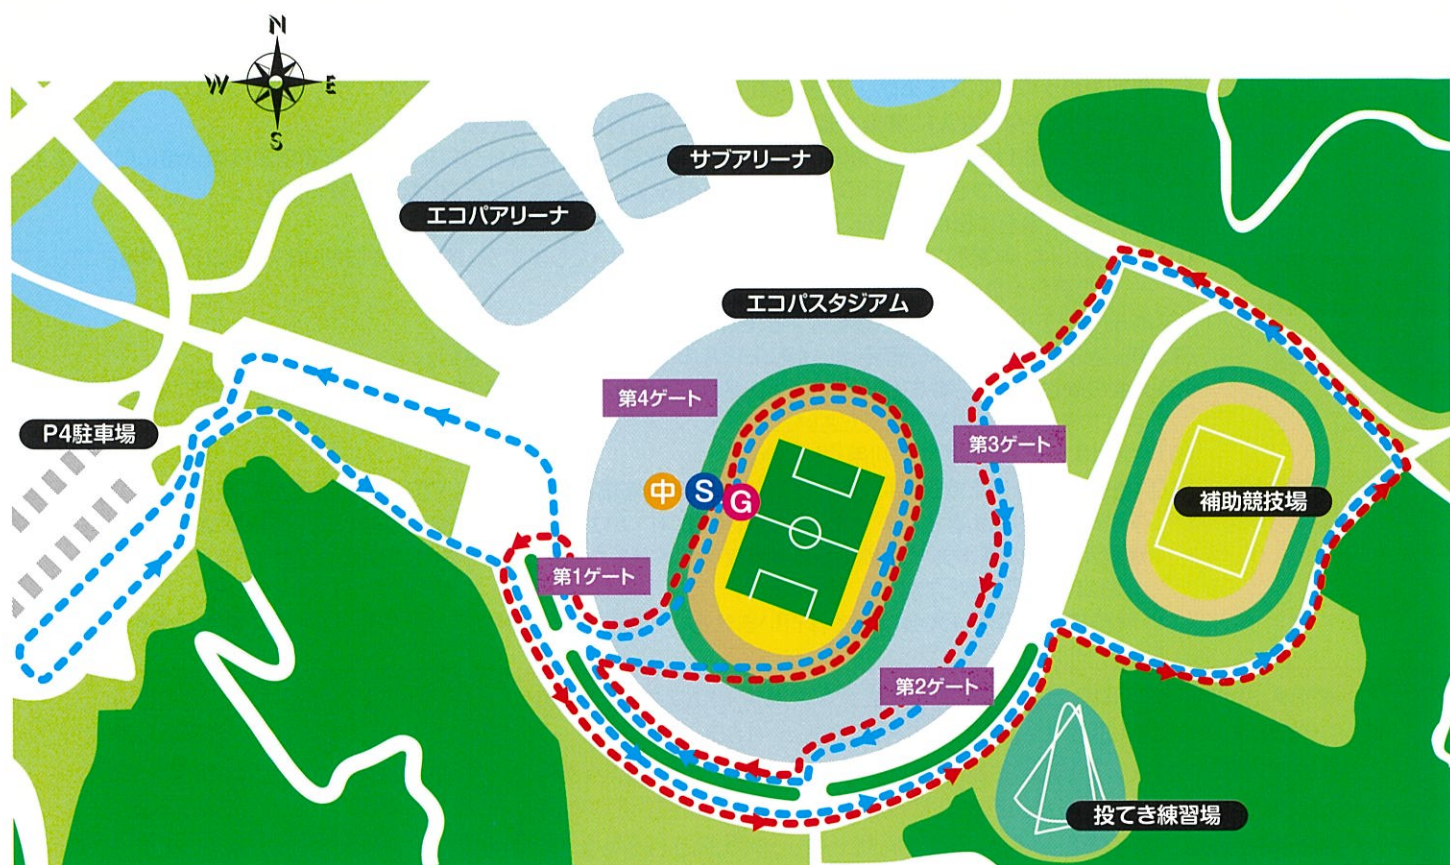 N
W
E
S
サブアリーナ
エコパアリーナ
エコパスタジアム
第4ゲート
P4駐車場
第3ゲート
中
S
G
補助競技場
第1ゲート
第2ゲート
投てき練習場